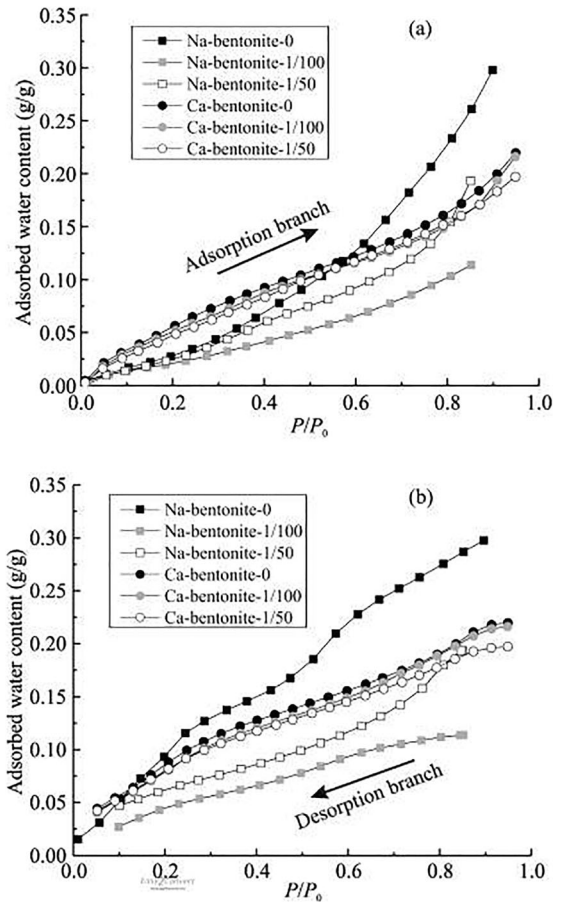 (a)
0.35
0.30
0.25
0.20
0.15
0.10
0.05
0.00
Adsorbed water content (g/g)
Na-bentonite-0
Na-bentonite-1/100
Na-bentonite-1/50
Ca-bentonite-0
Ca-bentonite-1/100
Ca-bentonite-1/50
Adsorption branch
0.0 0.2 0.4 0.6 0.8 1.0
P/P₀
(b)
0.35
0.30
0.25
0.20
0.15
0.10
0.05
0.00
Adsorbed water content (g/g)
Na-bentonite-0
Na-bentonite-1/100
Na-bentonite-1/50
Ca-bentonite-0
Ca-bentonite-1/100
Ca-bentonite-1/50
Desorption branch
0.0 0.2 0.4 0.6 0.8 1.0
P/P₀